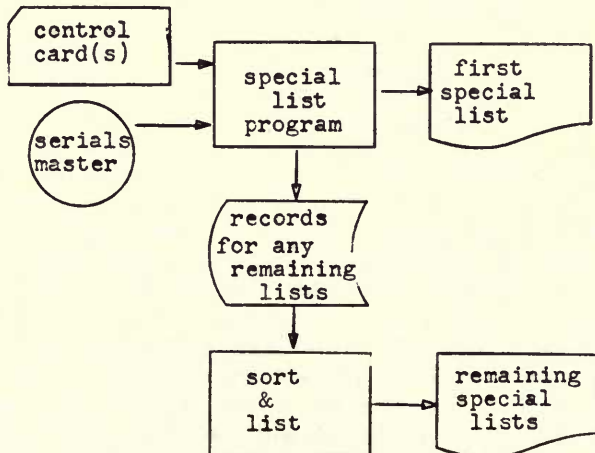 control
card(s)
serials
master
special
list
program
first
special
list
records
for any
remaining
lists
sort
&
list
remaining
special
lists